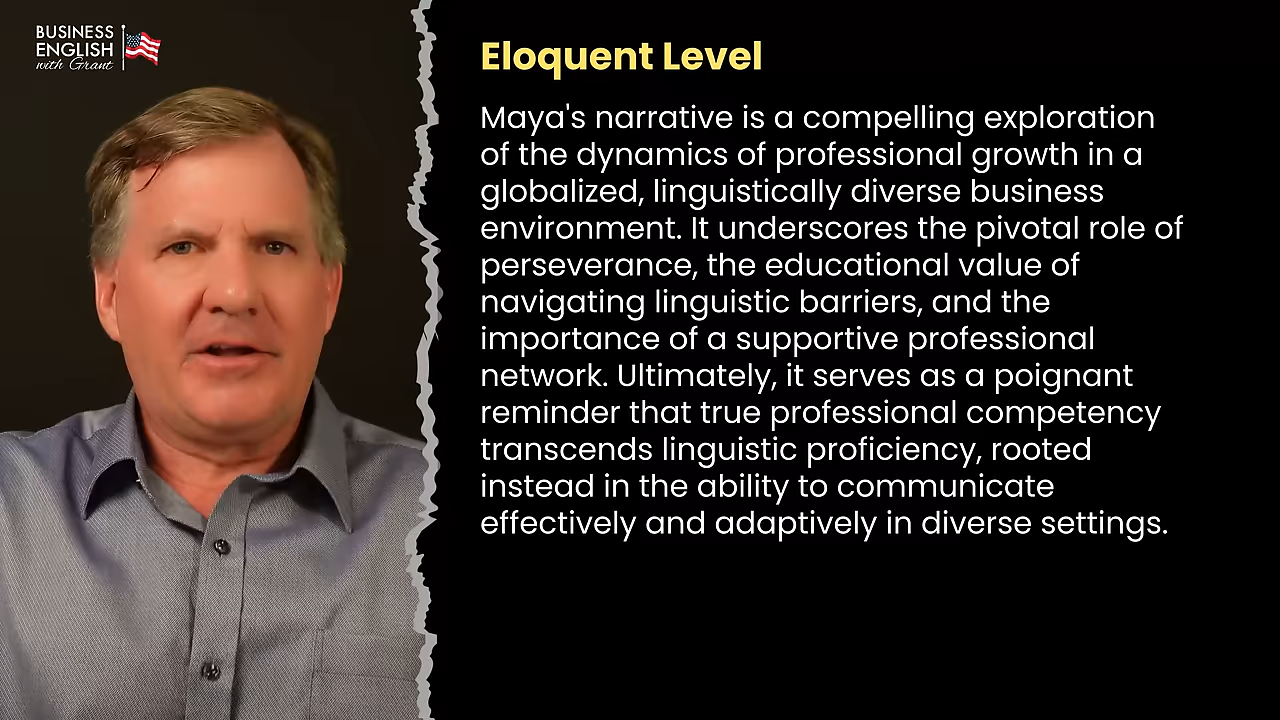 BUSINESS
ENGLISH
with Grant
Eloquent Level
Maya's narrative is a compelling exploration
of the dynamics of professional growth in a
globalized, linguistically diverse business
environment. It underscores the pivotal role of
perseverance, the educational value of
navigating linguistic barriers, and the
importance of a supportive professional
network. Ultimately, it serves as a poignant
reminder that true professional competency
transcends linguistic proficiency, rooted
instead in the ability to communicate
effectively and adaptively in diverse settings.